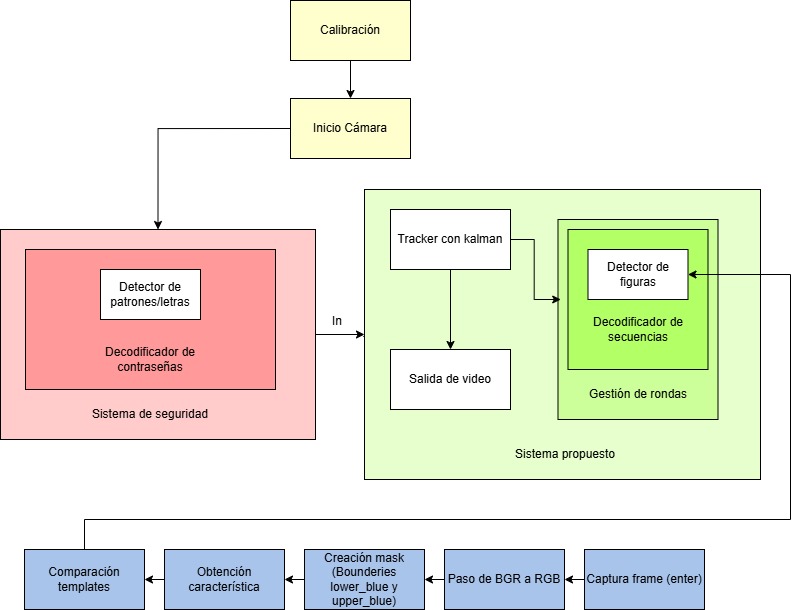 Calibración
Inicio Cámara
Tracker con kalman
Detector de
figuras
Detector de
patrones/letras
In
Decodificador de
secuencias
Decodificador de
contraseñas
Salida de video
Gestión de rondas
Sistema de seguridad
Sistema propuesto
Comparación
templates
Obtención
característica
Creación mask
(Bounderies
lower_blue y
upper_blue)
Paso de BGR a RGB
Captura frame (enter)